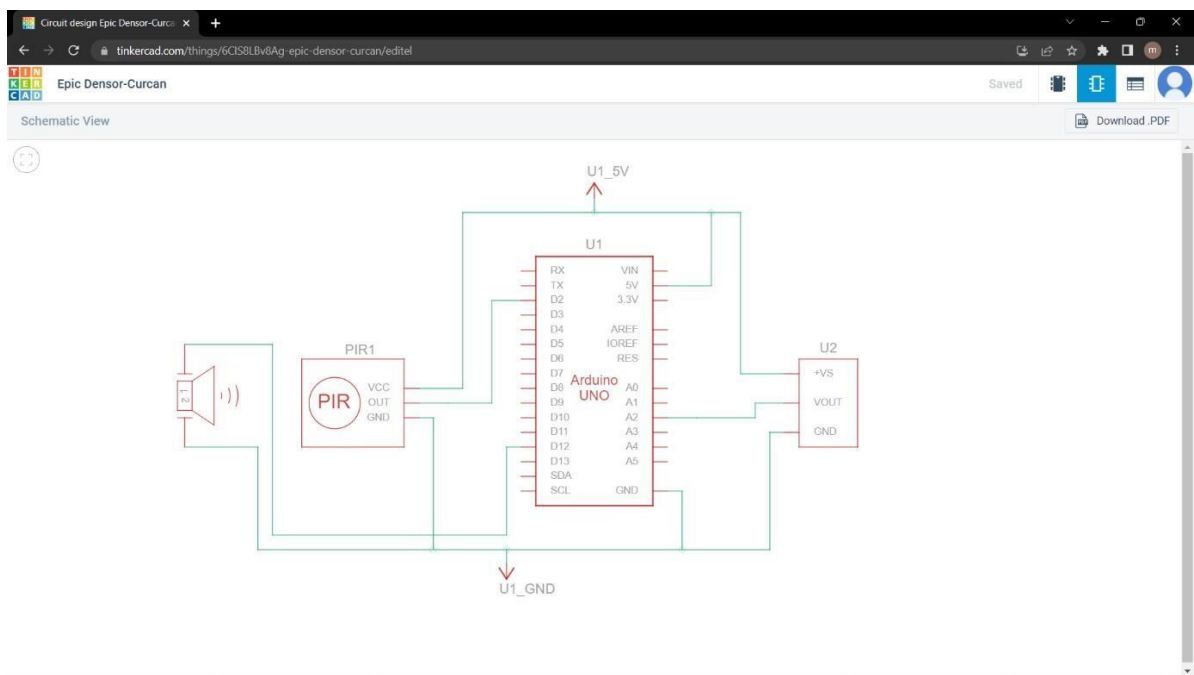 Circuit design Epic Densor-Curca
tinkercad.com/things/6CIS8LBv8Ag-epic-densor-curcan/editel
m
TIN
KER
CAD
Epic Densor-Curcan
Saved
Schematic View
Download .PDF
U1_5V
U1
RX VIN
TX 5V
D2 3.3V
D3
D4 AREF
D5 IOREF
D6 RES
D7
Arduino
UNO
D8 A0
D9 A1
D10 A2
D11 A3
D12 A4
D13 A5
SDA
SCL GND
PIR1
PIR
VCC
OUT
GND
U2
+VS
VOUT
GND
U1_GND